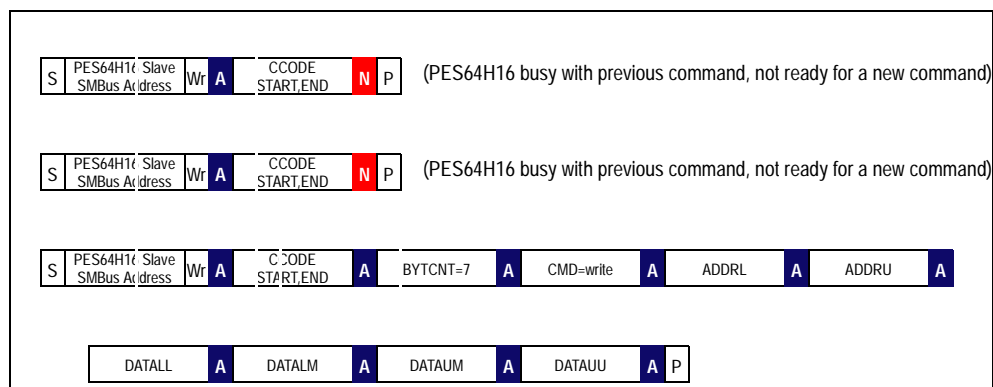 S PES64H16 Slave SMBus Address Wr A CCODE START,END N P (PES64H16 busy with previous command, not ready for a new command)
S PES64H16 Slave SMBus Address Wr A CCODE START,END N P (PES64H16 busy with previous command, not ready for a new command)
S PES64H16 Slave SMBus Address Wr A CCODE START,END A BYTCNT=7 A CMD=write A ADDRL A ADDRU A
DATALL A DATALM A DATAUM A DATAUU A P